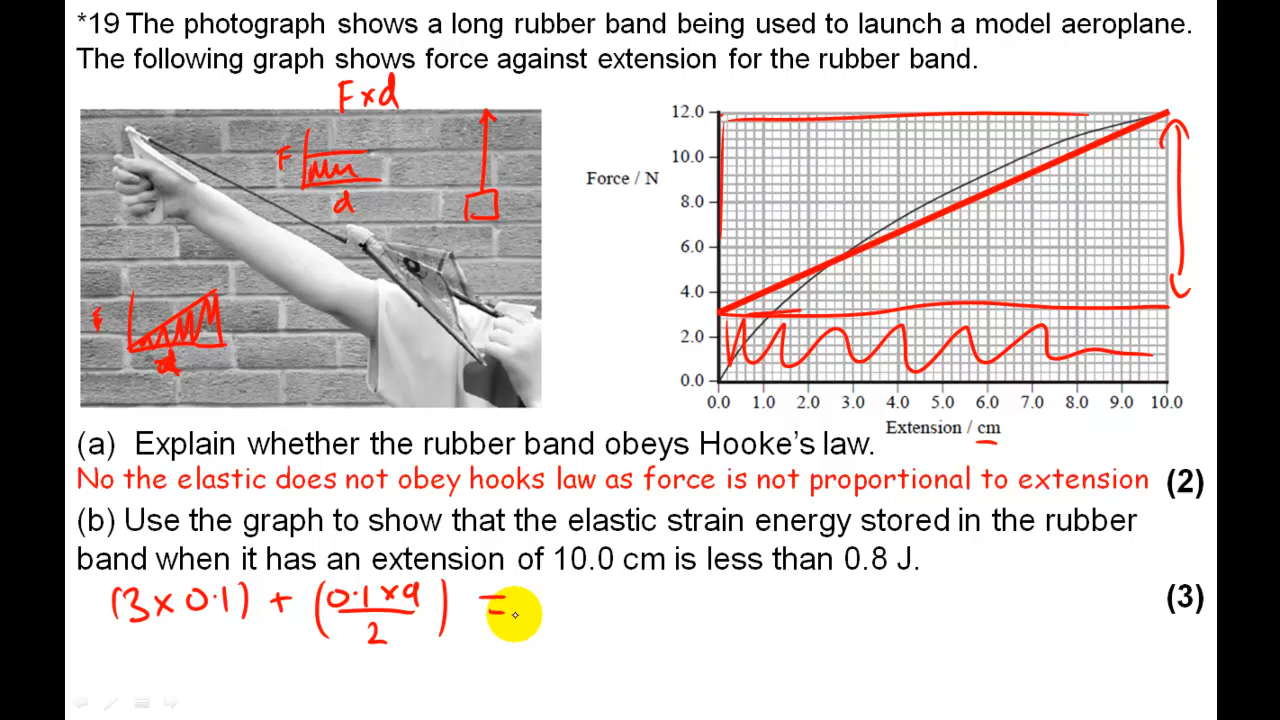 *19 The photograph shows a long rubber band being used to launch a model aeroplane.
The following graph shows force against extension for the rubber band.
F x d
F
d
F
d
Force / N
12.0
10.0
8.0
6.0
4.0
2.0
0.0
0.0 1.0 2.0 3.0 4.0 5.0 6.0 7.0 8.0 9.0 10.0
Extension / cm
(a) Explain whether the rubber band obeys Hooke's law.
No the elastic does not obey hooks law as force is not proportional to extension (2)
(b) Use the graph to show that the elastic strain energy stored in the rubber
band when it has an extension of 10.0 cm is less than 0.8 J.
(3 x 0.1) + (0.1 x 9 / 2) =
(3)